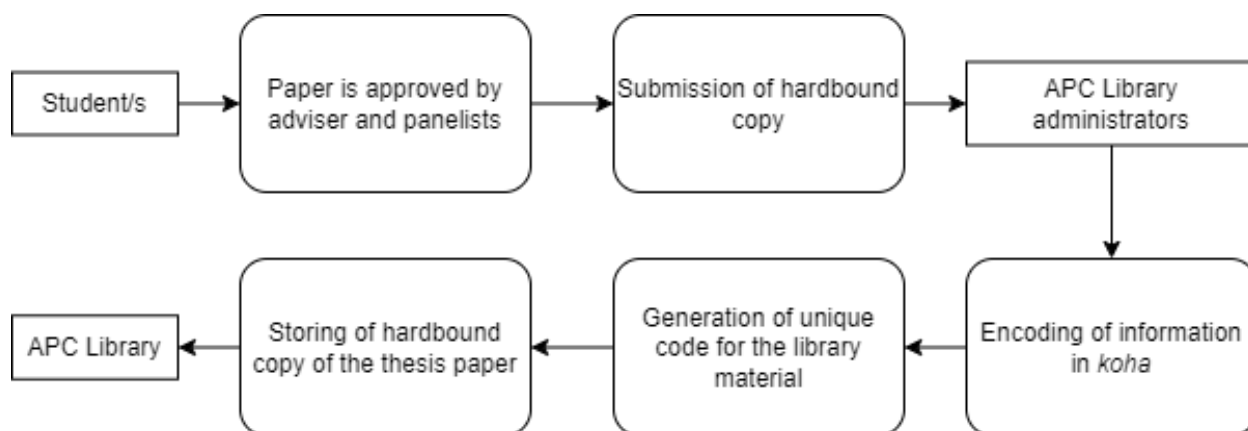 Student/s
Paper is approved by
adviser and panelists
Submission of hardbound
copy
APC Library
administrators
Encoding of information
in koha
Generation of unique
code for the library
material
Storing of hardbound
copy of the thesis paper
APC Library